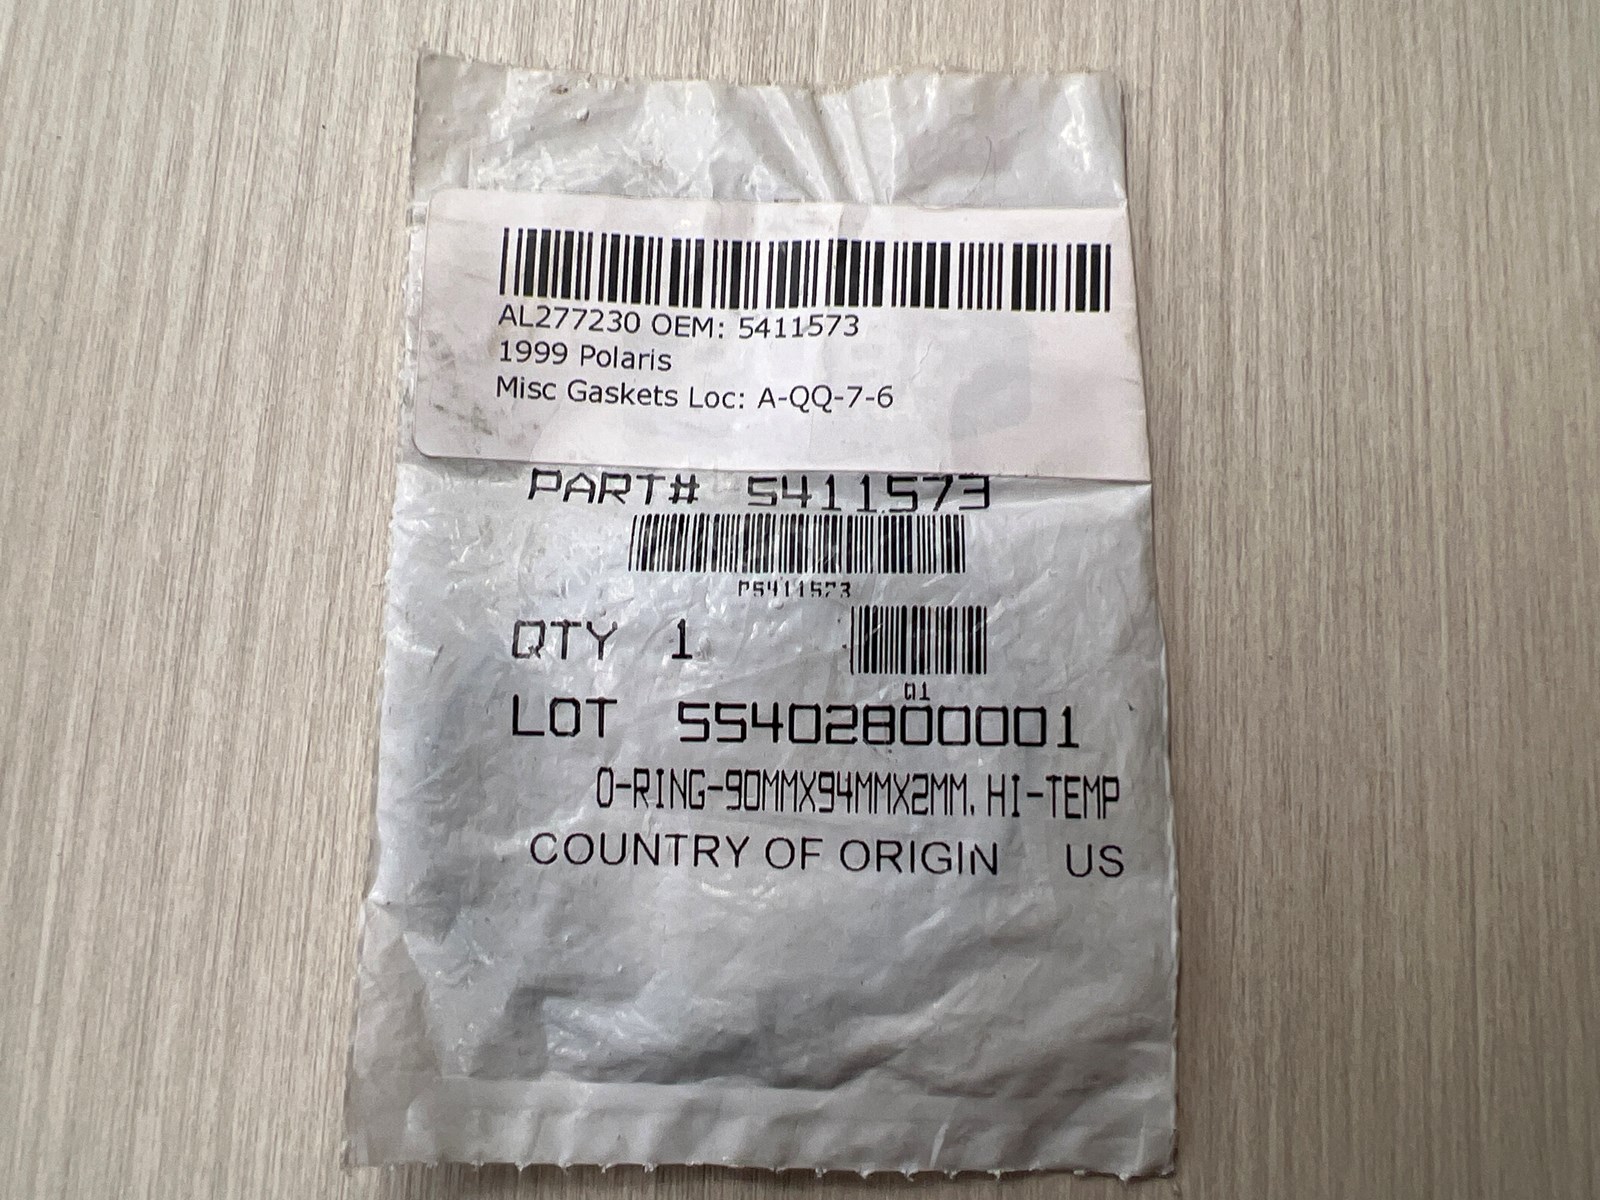 AL277230 OEM: 5411573
1999 Polaris
Misc Gaskets Loc: A-QQ-7-6
PART# 5411573
P5411573
QTY 1
01
LOT 55402800001
O-RING-90MMX94MMX2MM, HI-TEMP
COUNTRY OF ORIGIN US